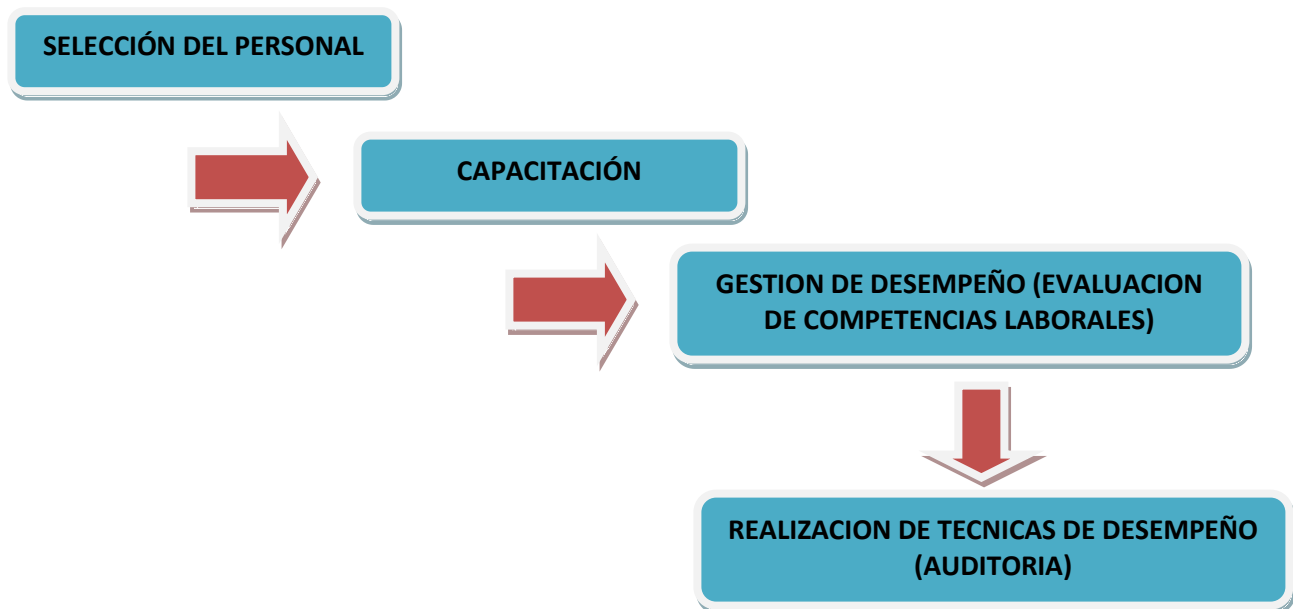 SELECCIÓN DEL PERSONAL
CAPACITACIÓN
GESTION DE DESEMPEÑO (EVALUACION
DE COMPETENCIAS LABORALES)
REALIZACION DE TECNICAS DE DESEMPEÑO
(AUDITORIA)